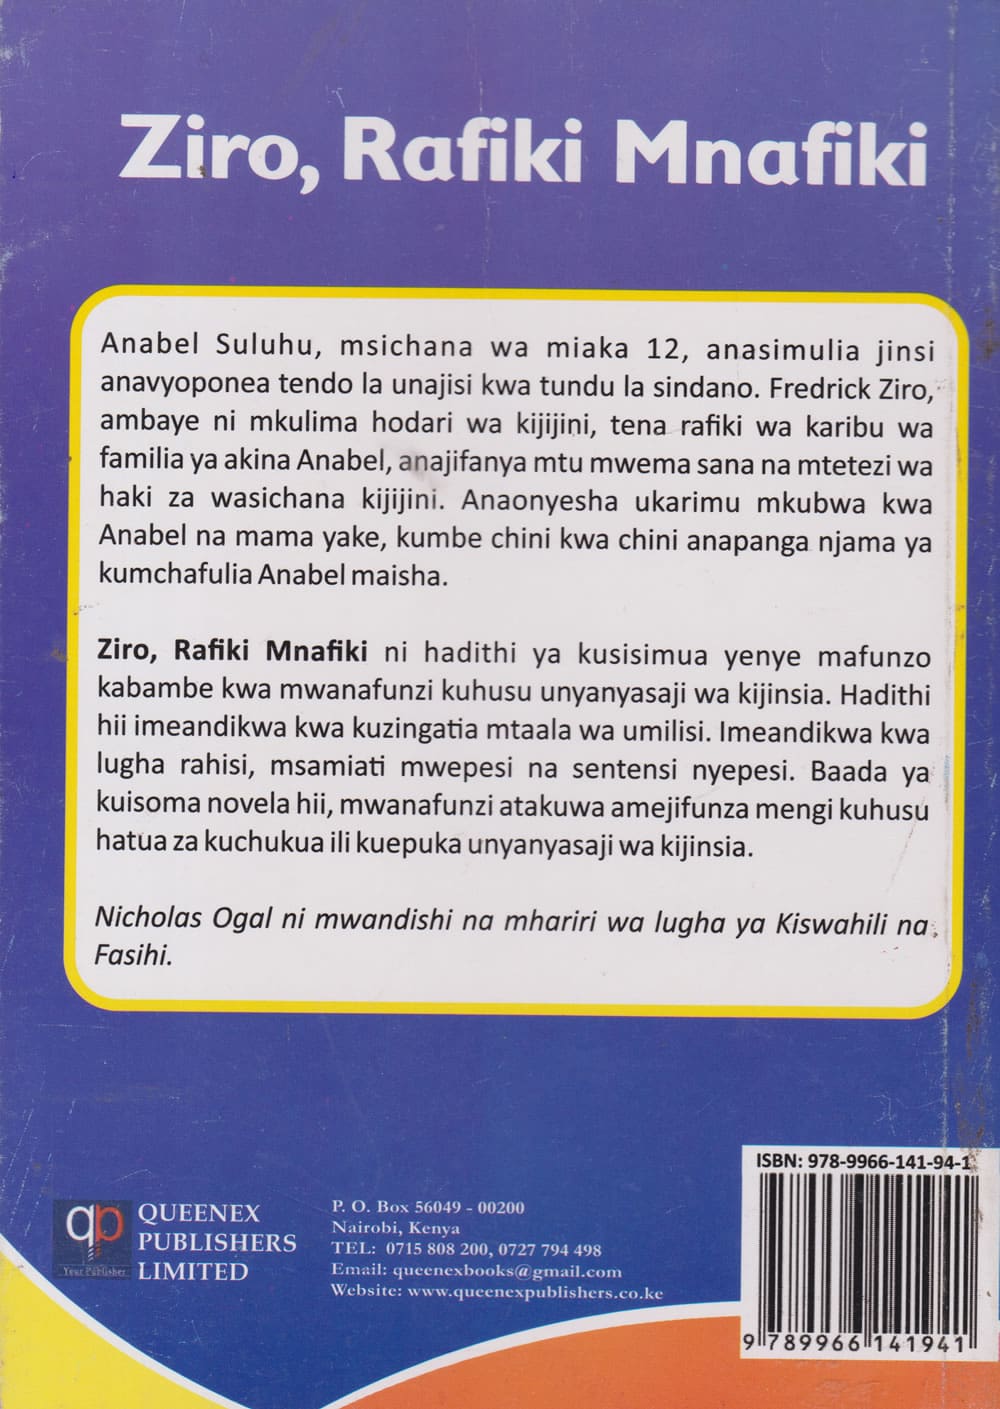 Ziro, Rafiki Mnafiki
Anabel Suluhu, msichana wa miaka 12, anasimulia jinsi
anavyoponea tendo la unajisi kwa tundu la sindano. Fredrick Ziro,
ambaye ni mkulima hodari wa kijijini, tena rafiki wa karibu wa
familia ya akina Anabel, anajifanya mtu mwema sana na mtetezi wa
haki za wasichana kijijini. Anaonyesha ukarimu mkubwa kwa
Anabel na mama yake, kumbe chini kwa chini anapanga njama ya
kumchafulia Anabel maisha.
Ziro, Rafiki Mnafiki ni hadithi ya kusisimua yenye mafunzo
kabambe kwa mwanafunzi kuhusu unyanyasaji wa kijinsia. Hadithi
hii imeandikwa kwa kuzingatia mtaala wa umilisi. Imeandikwa kwa
lugha rahisi, msamiati mwepesi na sentensi nyepesi. Baada ya
kuisoma novela hii, mwanafunzi atakuwa amejifunza mengi kuhusu
hatua za kuchukua ili kuepuka unyanyasaji wa kijinsia.
Nicholas Ogal ni mwandishi na mhariri wa lugha ya Kiswahili na
Fasihi.
qp
Your Publisher
QUEENEX
PUBLISHERS
LIMITED
P. O. Box 56049 - 00200
Nairobi, Kenya
TEL: 0715 808 200, 0727 794 498
Email: queenexbooks@gmail.com
Website: www.queenexpublishers.co.ke
ISBN: 978-9966-141-94-1
9 789966 141941